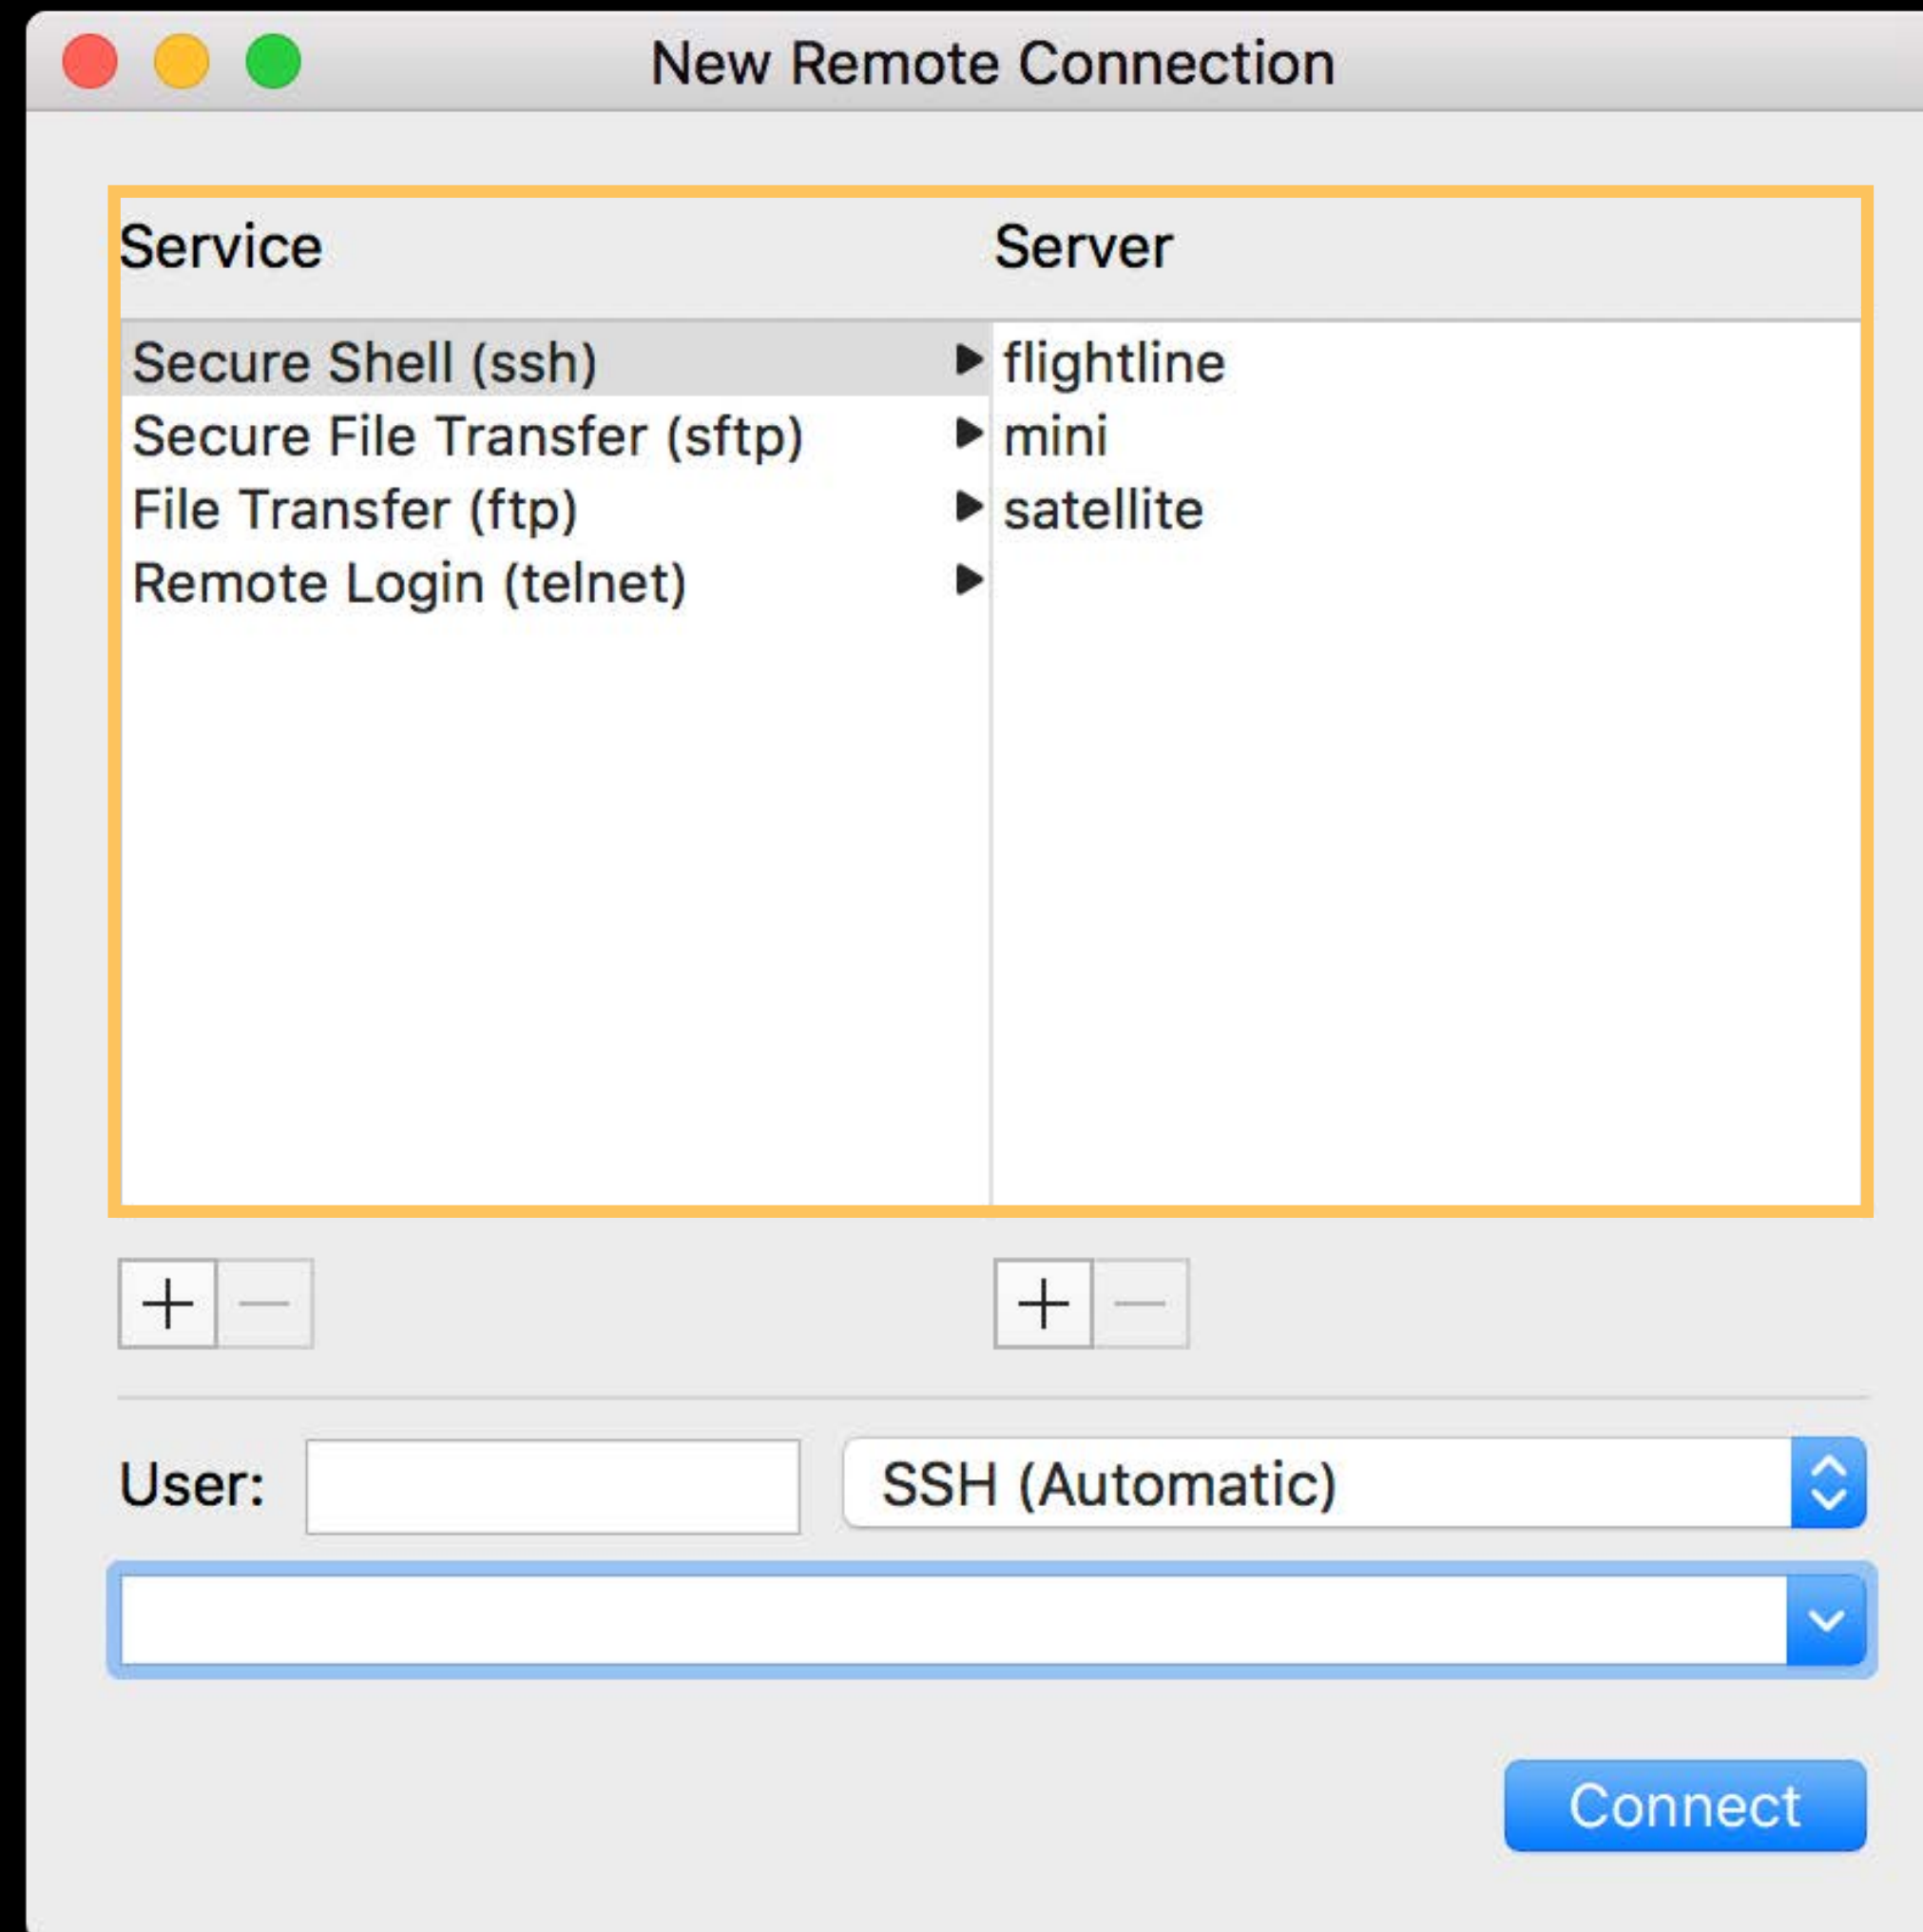 New Remote Connection
Service
Server
Secure Shell (ssh)
Secure File Transfer (sftp)
File Transfer (ftp)
Remote Login (telnet)
flightline
mini
satellite
User:
SSH (Automatic)
Connect